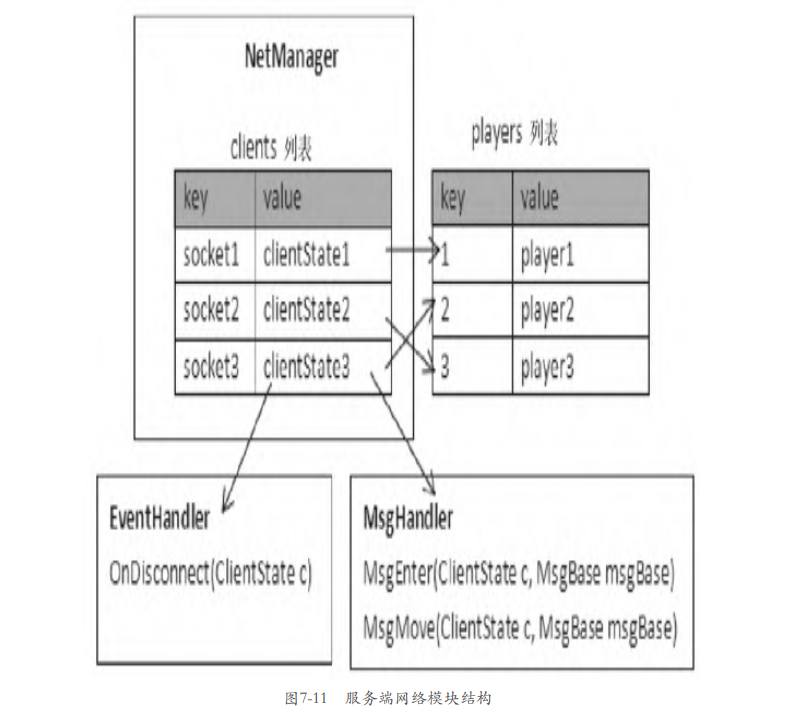 NetManager
clients 列表
key value
socket1 clientState1
socket2 clientState2
socket3 clientState3
players 列表
key value
1 player1
2 player2
3 player3
EventHandler
OnDisconnect(ClientState c)
MsgHandler
MsgEnter(ClientState c, MsgBase msgBase)
MsgMove(ClientState c, MsgBase msgBase)
图7-11 服务端网络模块结构